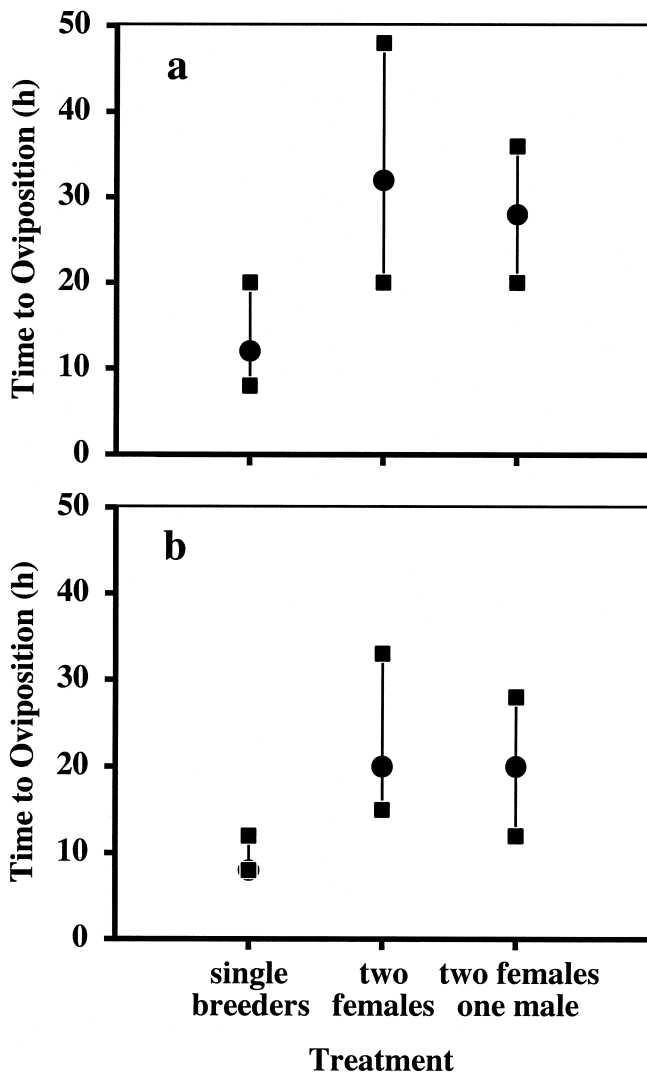 50
a
40
30
20
10
0
Time to Oviposition (h)
50
b
40
30
20
10
0
Time to Oviposition (h)
single breeders
two females
two females one male
Treatment